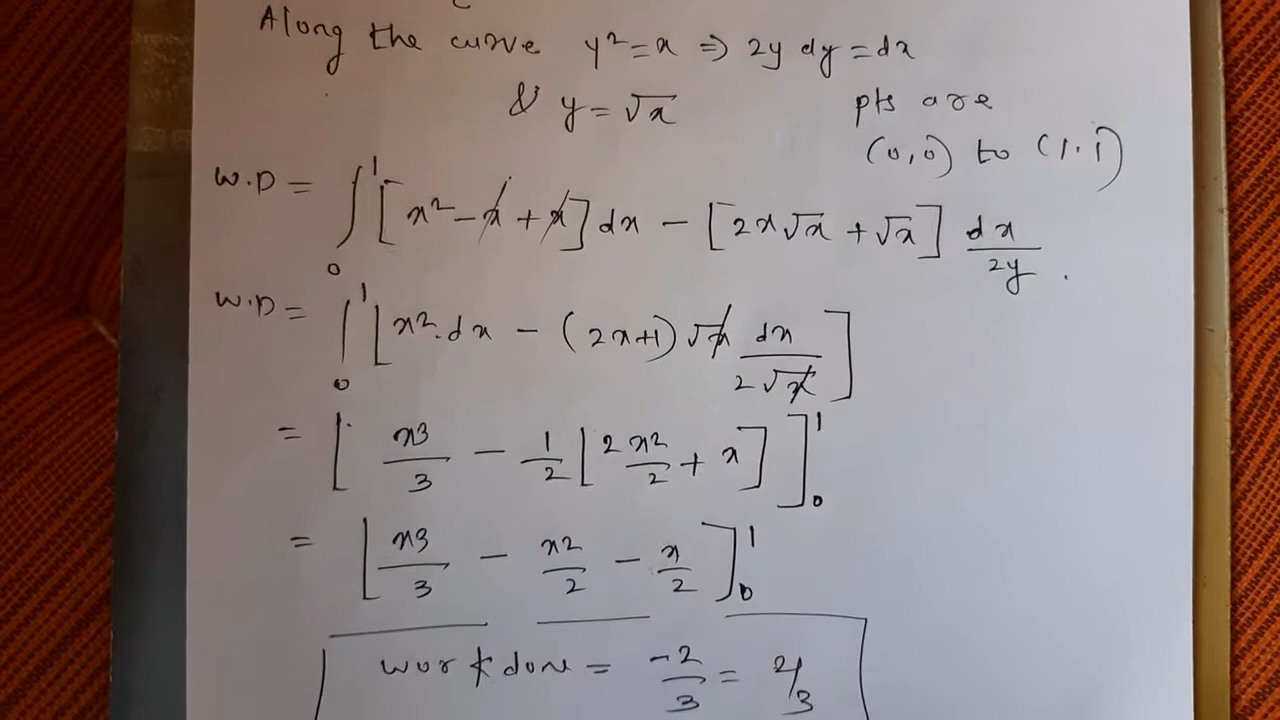 Along the curve y² = x ⇒ 2y dy = dx
& y = √x pts are
(0,0) to (1,1)
W.D = ∫₀¹ [x² - x + x] dx - [2x√x + √x] dx/2y .
W.D = ∫₀¹ [x².dx - (2x+1) √x dx/2√x]
= [x³/3 - 1/2 [2 x²/2 + x]]₀¹
= [x³/3 - x²/2 - x/2]₀¹
work done = -2/3 = 2/3